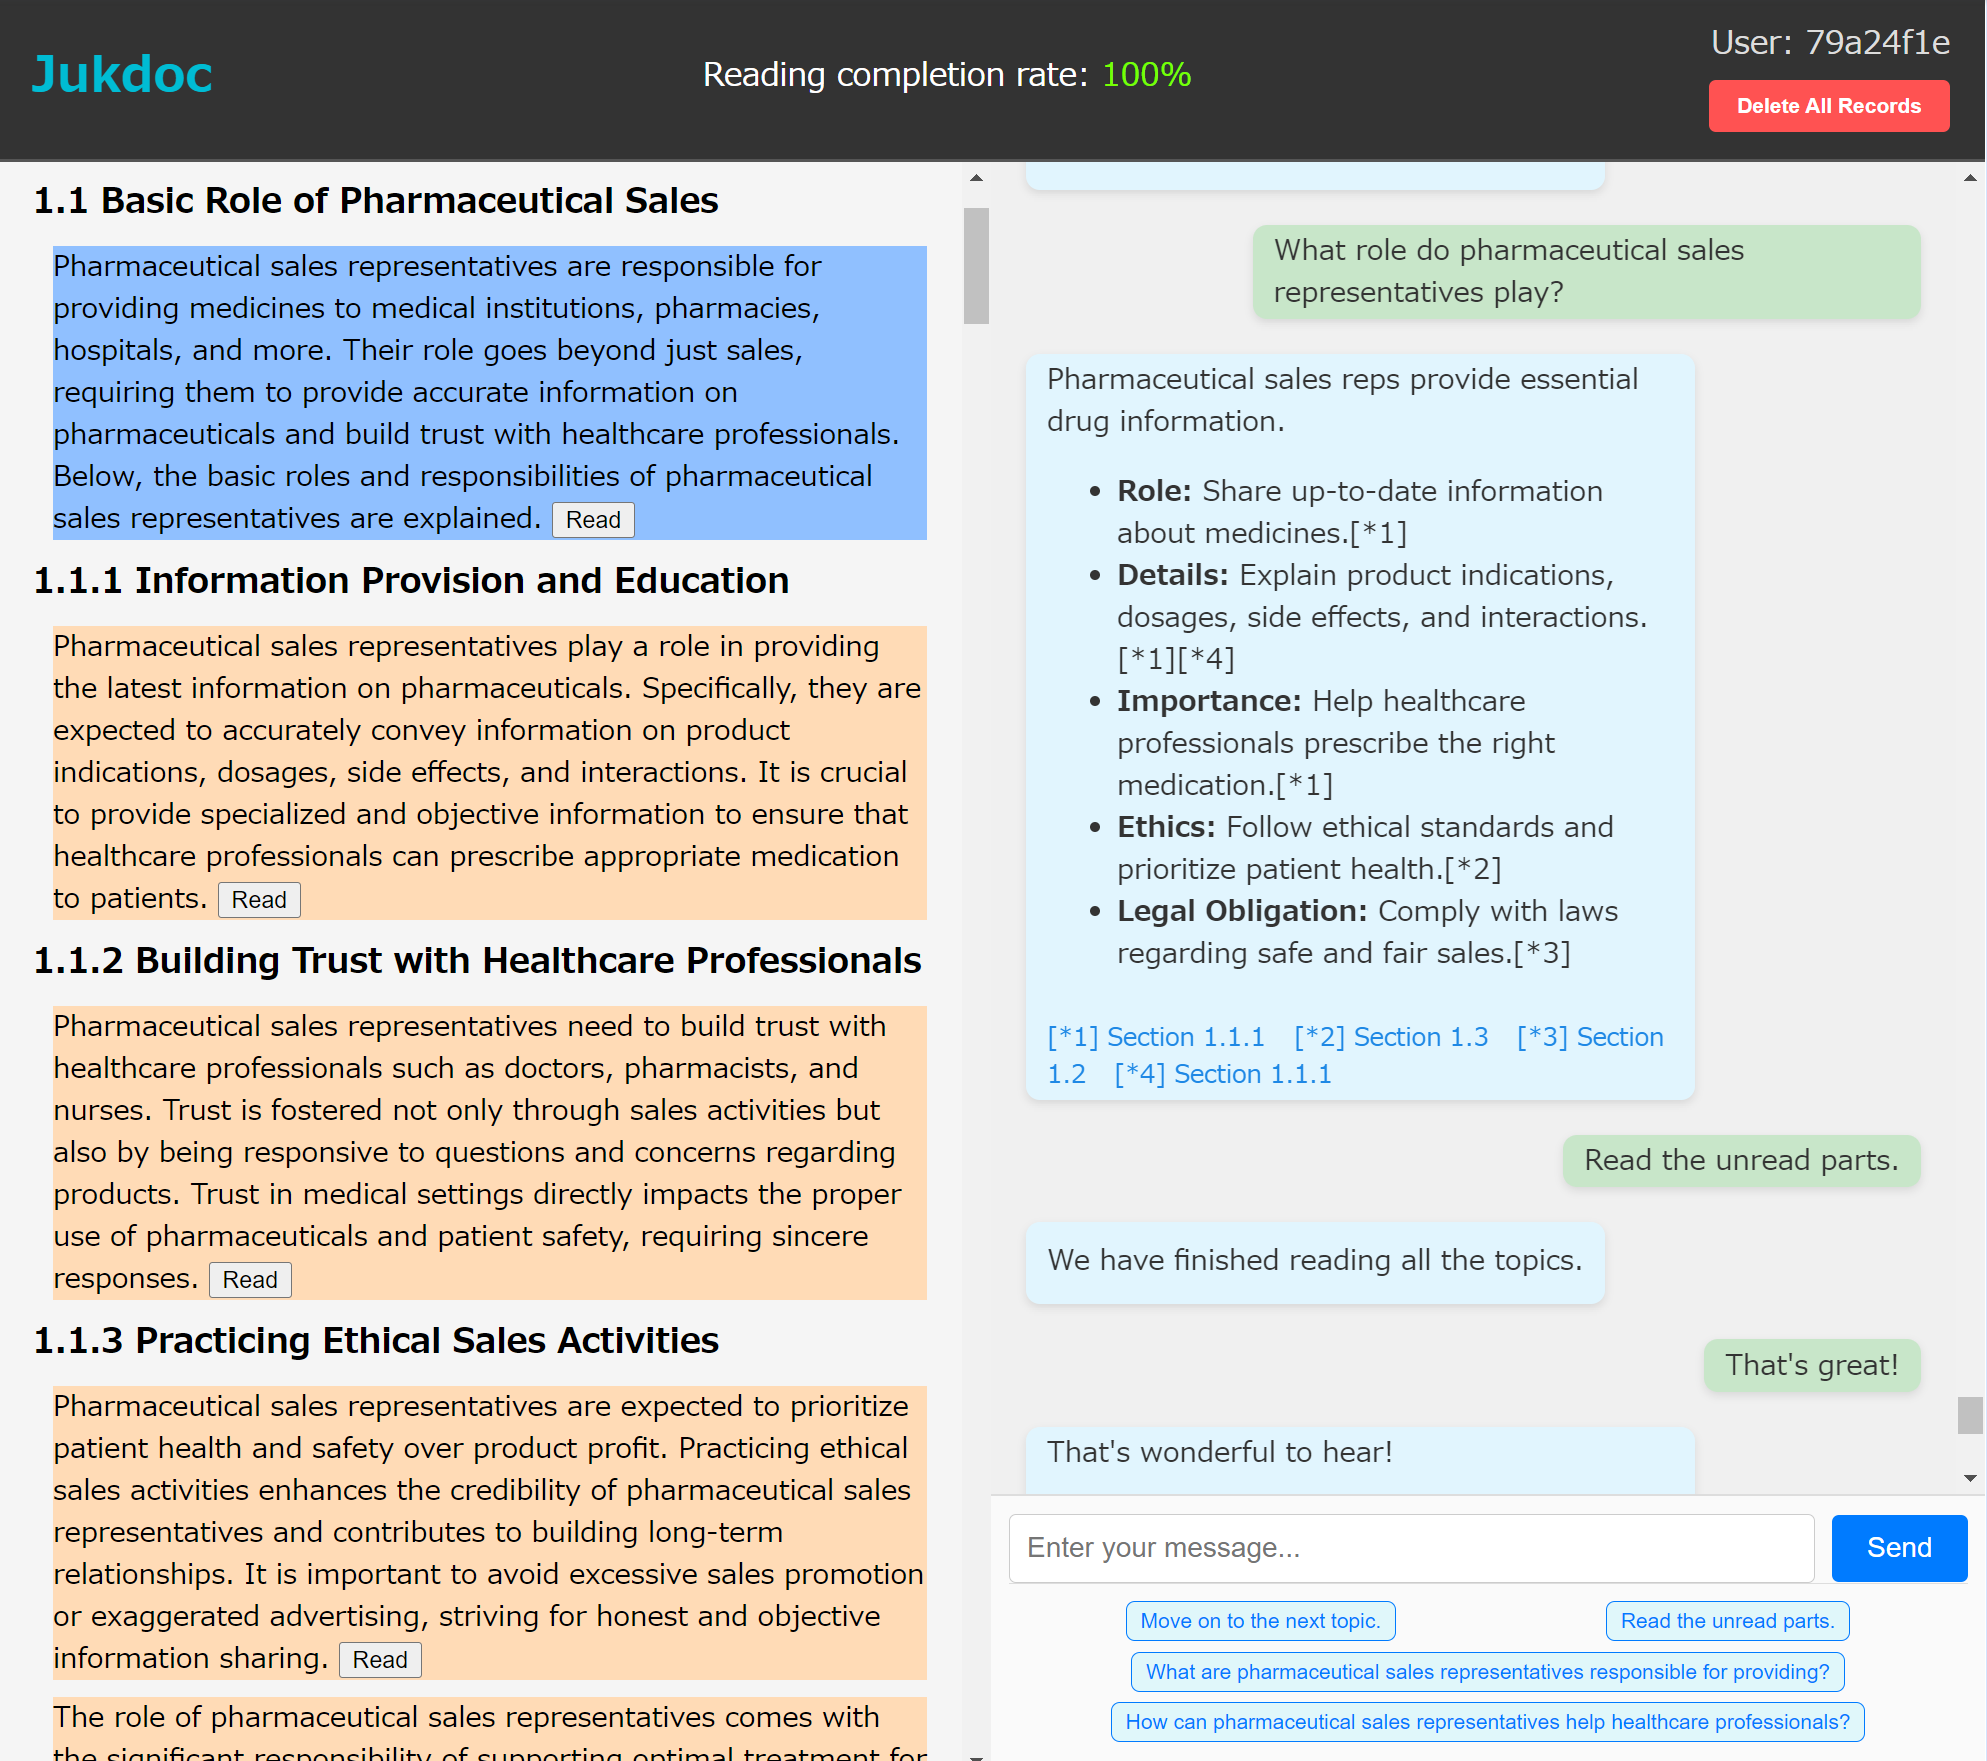 Jukdoc
Reading completion rate: 100%
User: 79a24f1e
Delete All Records
1.1 Basic Role of Pharmaceutical Sales
Pharmaceutical sales representatives are responsible for
providing medicines to medical institutions, pharmacies,
hospitals, and more. Their role goes beyond just sales,
requiring them to provide accurate information on
pharmaceuticals and build trust with healthcare professionals.
Below, the basic roles and responsibilities of pharmaceutical
sales representatives are explained. Read
1.1.1 Information Provision and Education
Pharmaceutical sales representatives play a role in providing
the latest information on pharmaceuticals. Specifically, they are
expected to accurately convey information on product
indications, dosages, side effects, and interactions. It is crucial
to provide specialized and objective information to ensure that
healthcare professionals can prescribe appropriate medication
to patients. Read
1.1.2 Building Trust with Healthcare Professionals
Pharmaceutical sales representatives need to build trust with
healthcare professionals such as doctors, pharmacists, and
nurses. Trust is fostered not only through sales activities but
also by being responsive to questions and concerns regarding
products. Trust in medical settings directly impacts the proper
use of pharmaceuticals and patient safety, requiring sincere
responses. Read
1.1.3 Practicing Ethical Sales Activities
Pharmaceutical sales representatives are expected to prioritize
patient health and safety over product profit. Practicing ethical
sales activities enhances the credibility of pharmaceutical sales
representatives and contributes to building long-term
relationships. It is important to avoid excessive sales promotion
or exaggerated advertising, striving for honest and objective
information sharing. Read
The role of pharmaceutical sales representatives comes with
the significant responsibility of supporting optimal treatment for
What role do pharmaceutical sales
representatives play?
Pharmaceutical sales reps provide essential
drug information.
• Role: Share up-to-date information
about medicines.[*1]
• Details: Explain product indications,
dosages, side effects, and interactions.
[*1][*4]
• Importance: Help healthcare
professionals prescribe the right
medication.[*1]
• Ethics: Follow ethical standards and
prioritize patient health.[*2]
• Legal Obligation: Comply with laws
regarding safe and fair sales.[*3]
[*1] Section 1.1.1 [*2] Section 1.3 [*3] Section
1.2 [*4] Section 1.1.1
Read the unread parts.
We have finished reading all the topics.
That's great!
That's wonderful to hear!
Enter your message...
Send
Move on to the next topic.
Read the unread parts.
What are pharmaceutical sales representatives responsible for providing?
How can pharmaceutical sales representatives help healthcare professionals?